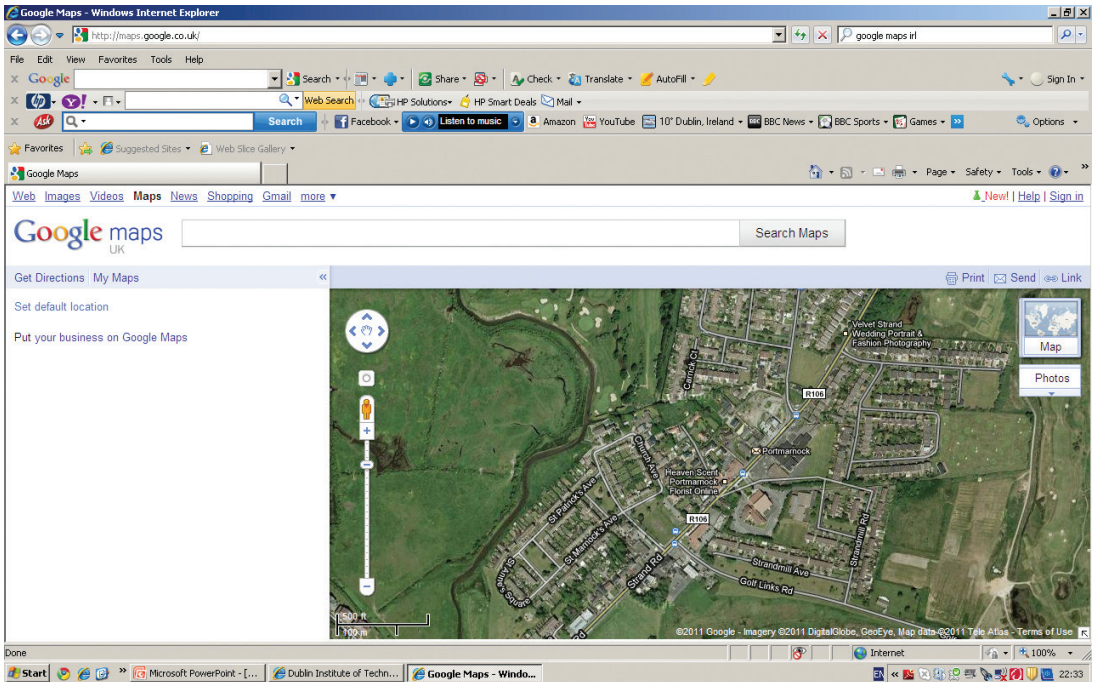 Google Maps - Windows Internet Explorer
http://maps.google.co.uk/
google maps irl
File Edit View Favorites Tools Help
Google Search Share Check Translate AutoFill Sign In
hp Y! Web Search HP Solutions HP Smart Deals Mail
Ask Search Facebook Listen to music Amazon YouTube 10° Dublin, Ireland BBC News BBC Sports Games Options
Favorites Suggested Sites Web Slice Gallery
Google Maps Page Safety Tools
Web Images Videos Maps News Shopping Gmail more ▼ New! | Help | Sign in
Google maps Search Maps
UK
Get Directions My Maps « Print Send Link
Set default location
Put your business on Google Maps
Velvet Strand
Wedding Portrait &
Fashion Photography
Map
Photos
Carrick Ct
R106
Church Ave
Portmarnock
Heaven Scent
Portmarnock
Florist Online
St Patrick's Ave
R106
St Marnock's Ave
Strandmill Rd
Strandmill Ave
St Anne's Square
Strand Rd
Golf Links Rd
500 ft
100 m
©2011 Google - Imagery ©2011 DigitalGlobe, GeoEye, Map data ©2011 Tele Atlas - Terms of Use
Done Internet 100%
Start Microsoft PowerPoint - [... Dublin Institute of Techn... Google Maps - Windo... EN 22:33